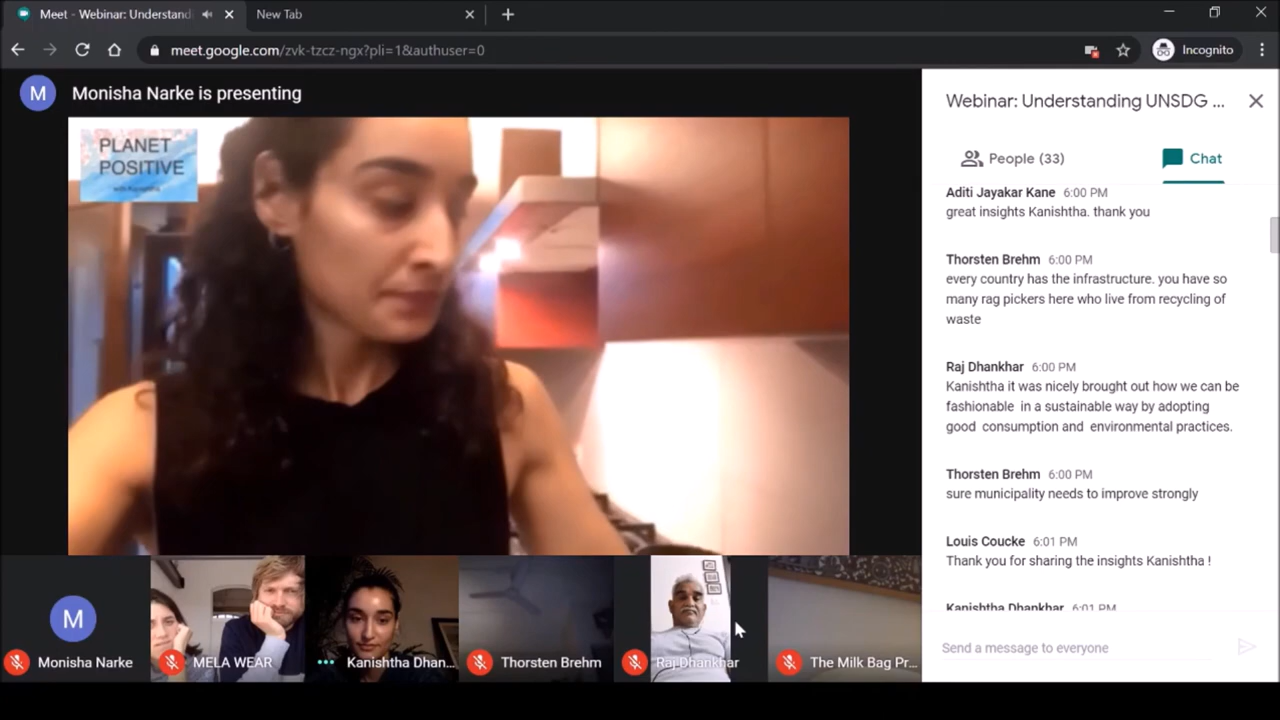 Meet - Webinar: Understandi
New Tab
meet.google.com/zvk-tzcz-ngx?pli=1&authuser=0
Incognito
M
Monisha Narke is presenting
PLANET
POSITIVE
Webinar: Understanding UNSDG ...
People (33)
Chat
Aditi Jayakar Kane 6:00 PM
great insights Kanishtha. thank you
Thorsten Brehm 6:00 PM
every country has the infrastructure. you have so
many rag pickers here who live from recycling of
waste
Raj Dhankhar 6:00 PM
Kanishtha it was nicely brought out how we can be
fashionable in a sustainable way by adopting
good consumption and environmental practices.
Thorsten Brehm 6:00 PM
sure municipality needs to improve strongly
Louis Coucke 6:01 PM
Thank you for sharing the insights Kanishtha !
Kanishtha Dhankhar 6:01 PM
Send a message to everyone
M
Monisha Narke
MELA WEAR
Kanishtha Dhan...
Thorsten Brehm
Raj Dhankhar
The Milk Bag Pr...